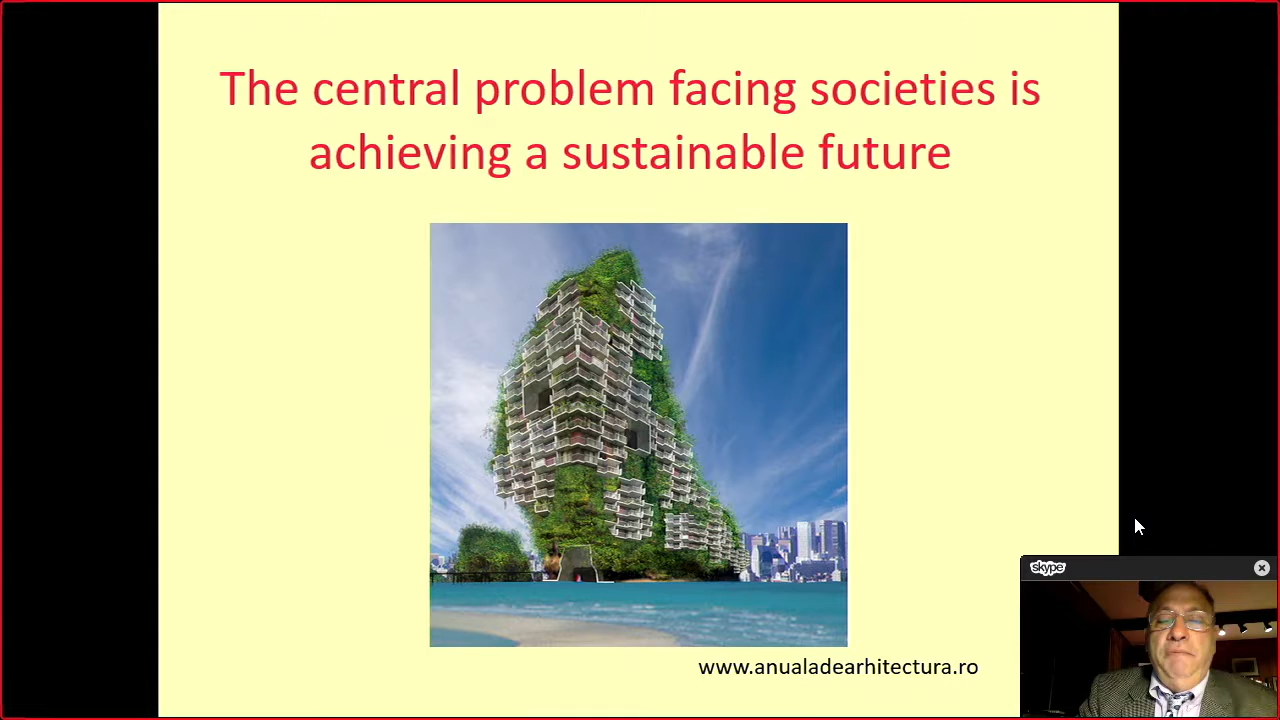 The central problem facing societies is
achieving a sustainable future
www.anualadearhitectura.ro
skype